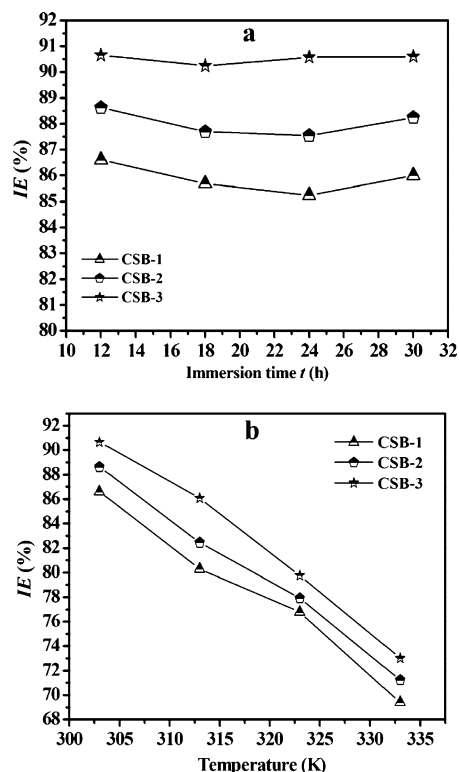 a
92
91
90
89
88
87
86
85
84
83
82
81
80
IE (%)
CSB-1
CSB-2
CSB-3
10 12 14 16 18 20 22 24 26 28 30 32
Immersion time t (h)
b
92
90
88
86
84
82
80
78
76
74
72
70
68
IE (%)
CSB-1
CSB-2
CSB-3
300 305 310 315 320 325 330 335
Temperature (K)